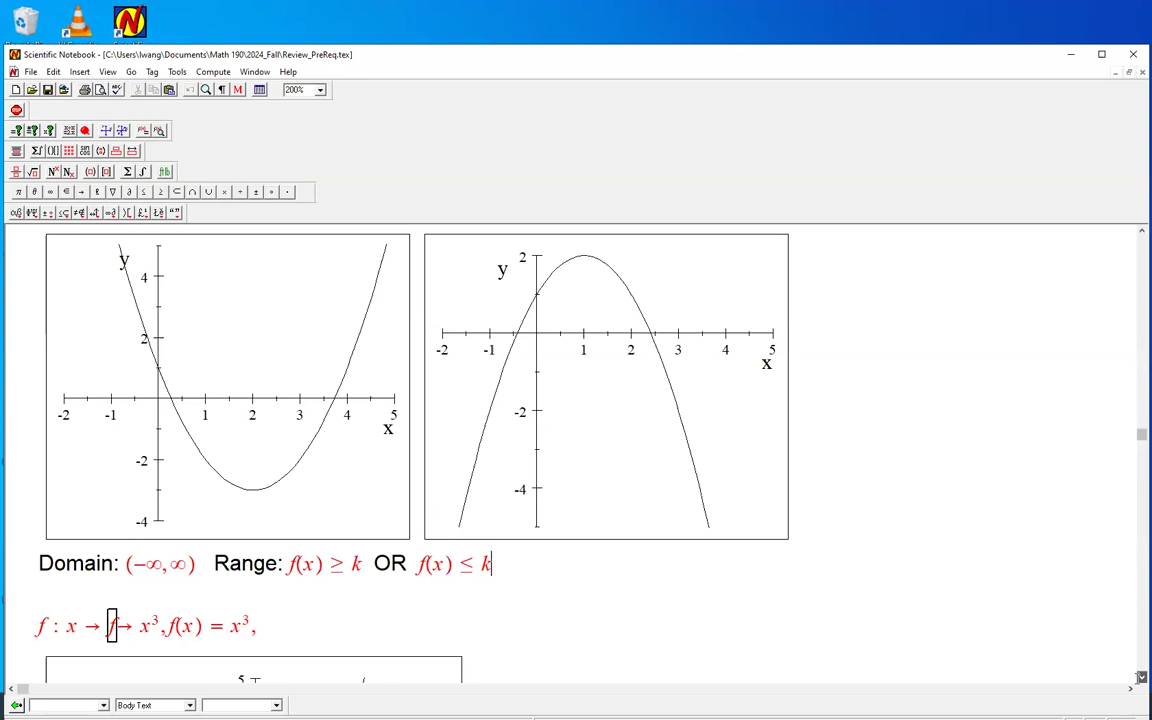 Scientific Notebook - [C:\Users\lwang\Documents\Math 190\2024_Fall\Review_PreReq.tex]
File Edit View Insert Go Tag Tools Compute Window Help
200%
y 4 2 -2 -4
-2 -1 1 2 3 4 5
x
y 2 -2 -4
-2 -1 1 2 3 4 5
x
Domain: (−∞, ∞) Range: f(x) ≥ k OR f(x) ≤ k
f : x → f → x³, f(x) = x³,
5
Body Text